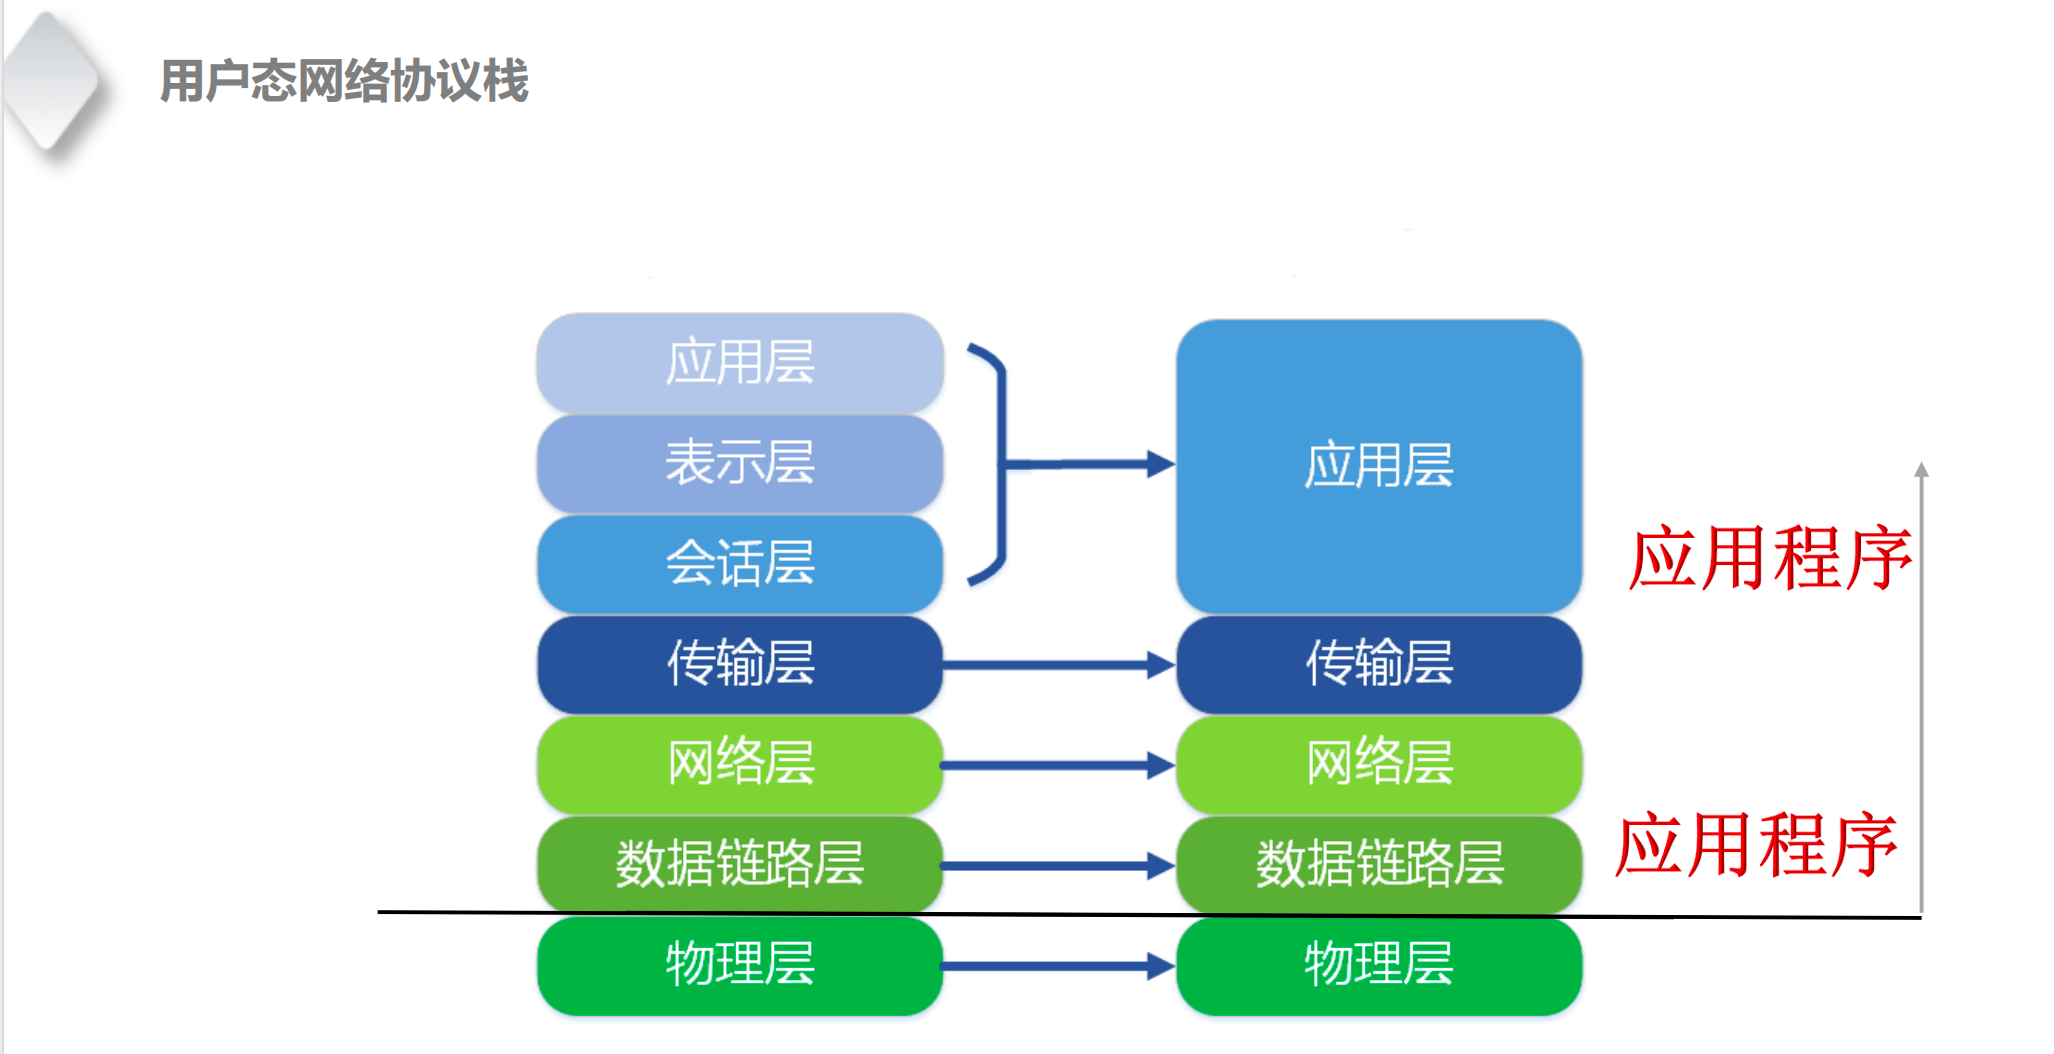 用户态网络协议栈
应用层
表示层
会话层
传输层
网络层
数据链路层
物理层
应用层
传输层
网络层
数据链路层
物理层
应用程序
应用程序